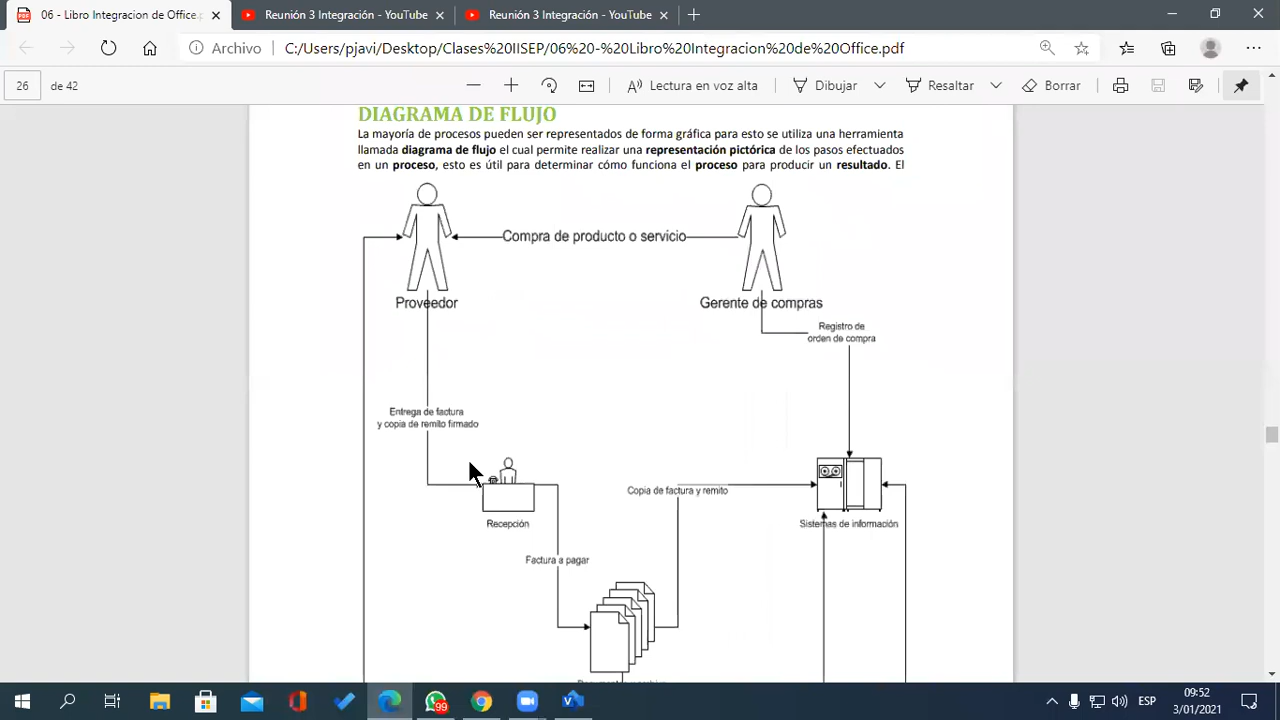 06 - Libro Integracion de Office.p
Reunión 3 Integración - YouTube
Reunión 3 Integración - YouTube
Archivo
C:/Users/pjavi/Desktop/Clases%20IISEP/06%20-%20Libro%20Integracion%20de%20Office.pdf
26
de 42
Lectura en voz alta
Dibujar
Resaltar
Borrar
DIAGRAMA DE FLUJO
La mayoría de procesos pueden ser representados de forma gráfica para esto se utiliza una herramienta
llamada diagrama de flujo el cual permite realizar una representación pictórica de los pasos efectuados
en un proceso, esto es útil para determinar cómo funciona el proceso para producir un resultado. El
Compra de producto o servicio
Proveedor
Gerente de compras
Registro de
orden de compra
Entrega de factura
y copia de remito firmado
Copia de factura y remito
Recepción
Sistemas de información
Factura a pagar
99
ESP
09:52
3/01/2021